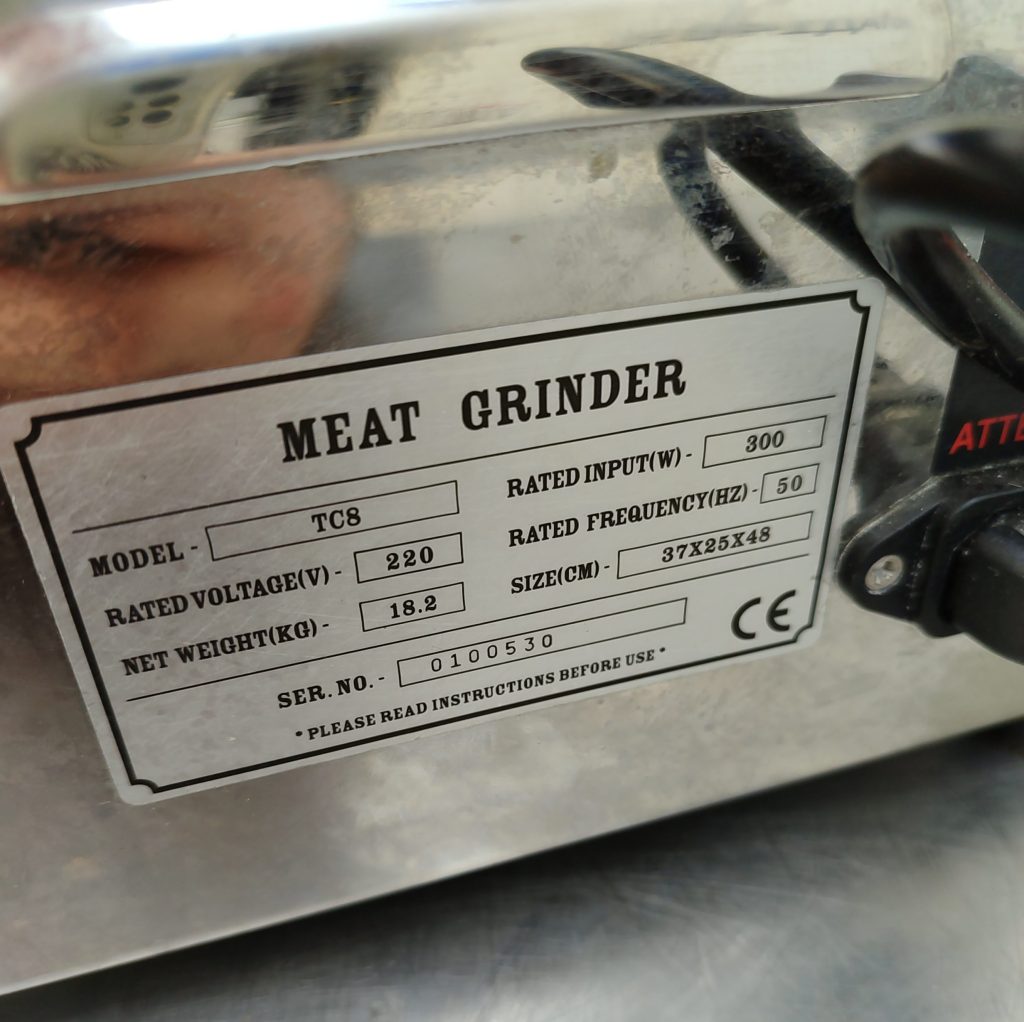 MEAT GRINDER
MODEL - TC8
RATED INPUT(W) - 300
RATED VOLTAGE(V) - 220
RATED FREQUENCY(HZ) - 50
NET WEIGHT(KG) - 18.2
SIZE(CM) - 37X25X48
SER. NO. - 0100530
CE
* PLEASE READ INSTRUCTIONS BEFORE USE *